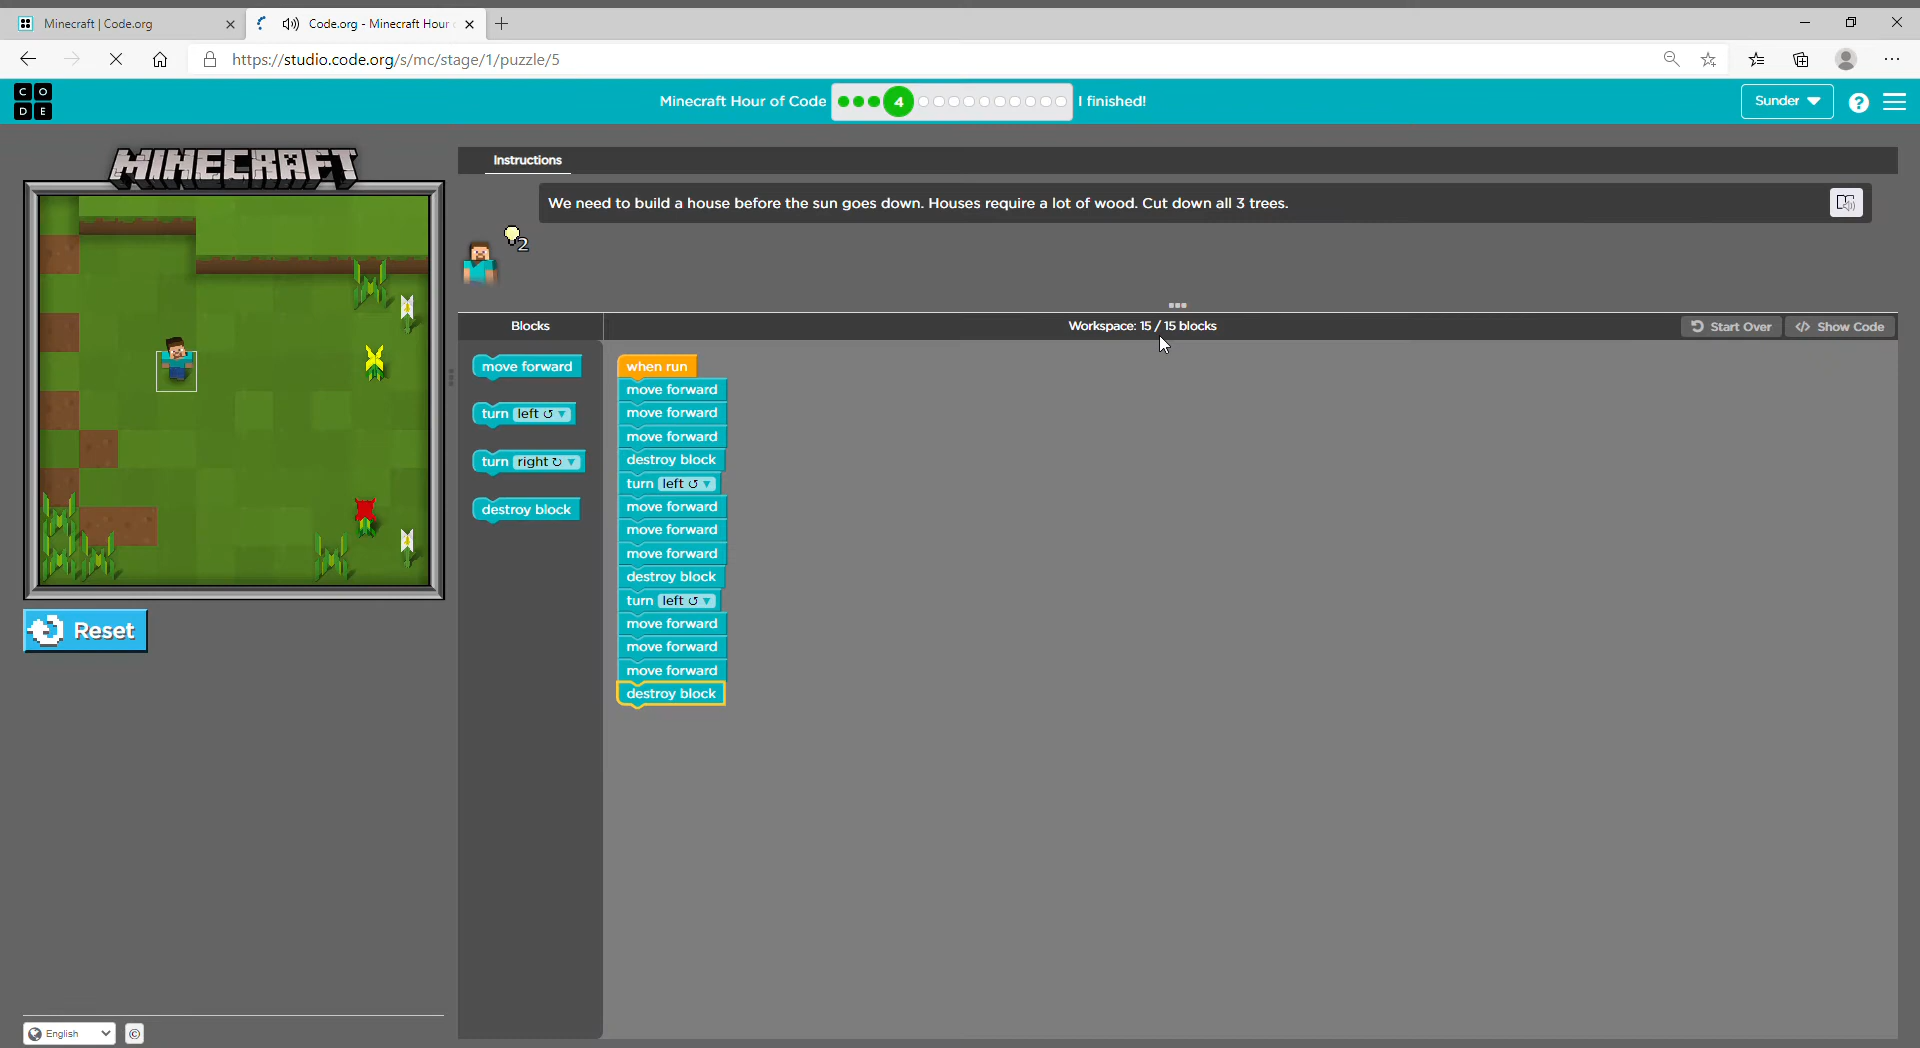 Minecraft | Code.org
Code.org - Minecraft Hour
https://studio.code.org/s/mc/stage/1/puzzle/5
C O
D E
Minecraft Hour of Code
4
I finished!
Sunder
?
MINECRAFT
Instructions
We need to build a house before the sun goes down. Houses require a lot of wood. Cut down all 3 trees.
2
Blocks
Workspace: 15 / 15 blocks
Start Over
</> Show Code
move forward
turn left ↺ ▼
turn right ↻ ▼
destroy block
when run
move forward
move forward
move forward
destroy block
turn left ↺ ▼
move forward
move forward
move forward
destroy block
turn left ↺ ▼
move forward
move forward
move forward
destroy block
Reset
English
©